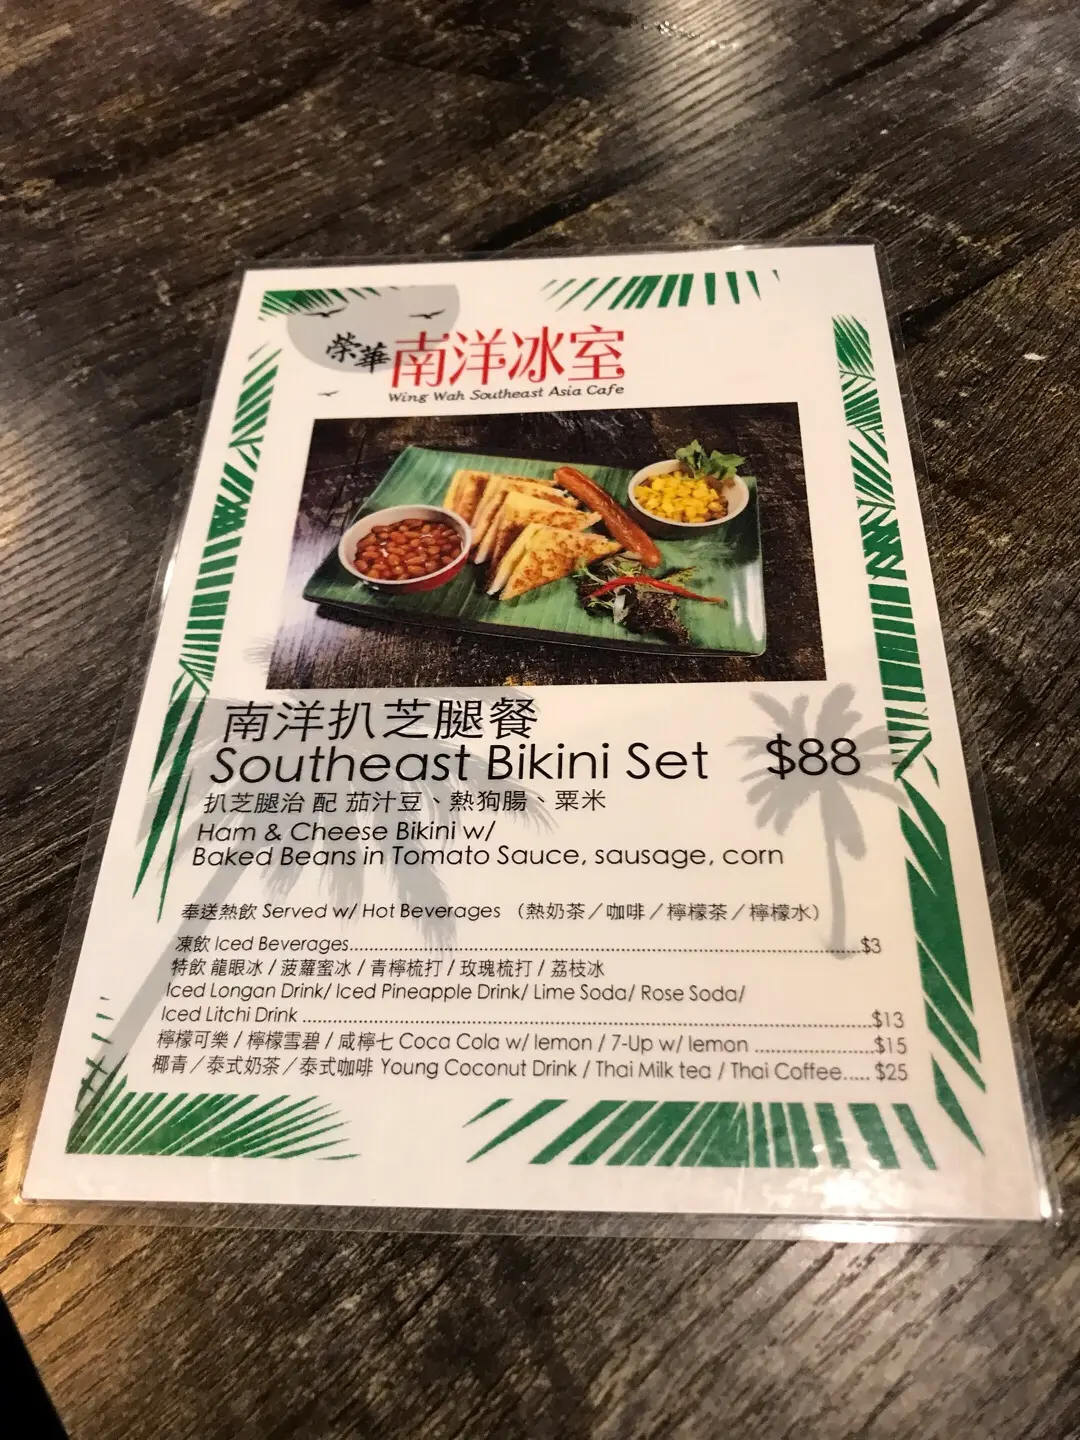 榮華南洋冰室
Wing Wah Southeast Asia Cafe
南洋扒芝腿餐
Southeast Bikini Set $88
扒芝腿治 配 茄汁豆、熱狗腸、粟米
Ham & Cheese Bikini w/
Baked Beans in Tomato Sauce, sausage, corn
奉送熱飲 Served w/ Hot Beverages （熱奶茶／咖啡／檸檬茶／檸檬水）
凍飲 Iced Beverages..................................................$3
特飲 龍眼冰 / 菠蘿蜜冰 / 青檸梳打 / 玫瑰梳打 / 荔枝冰
Iced Longan Drink/ Iced Pineapple Drink/ Lime Soda/ Rose Soda/
Iced Litchi Drink ..................................................$13
檸檬可樂 / 檸檬雪碧 / 咸檸七 Coca Cola w/ lemon / 7-Up w/ lemon ....................$15
椰青／泰式奶茶／泰式咖啡 Young Coconut Drink / Thai Milk tea / Thai Coffee..... $25